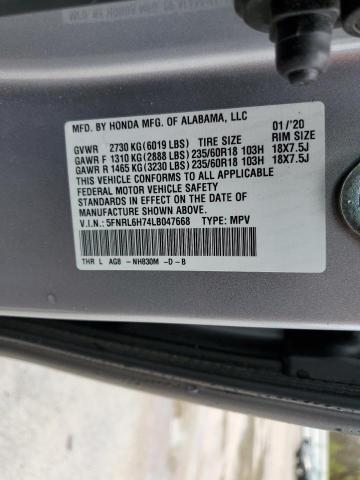 MFD. BY HONDA MFG. OF ALABAMA, LLC
01/'20
GVWR 2730 KG(6019 LBS) TIRE SIZE RIM SIZE
GAWR F 1310 KG(2888 LBS) 235/60R18 103H 18X7.5J
GAWR R 1465 KG(3230 LBS) 235/60R18 103H 18X7.5J
THIS VEHICLE CONFORMS TO ALL APPLICABLE
FEDERAL MOTOR VEHICLE SAFETY
STANDARDS IN EFFECT ON THE DATE OF
MANUFACTURE SHOWN ABOVE.
V.I.N.: 5FNRL6H74LB047668 TYPE: MPV
THR L AG8 -NH830M -D-B